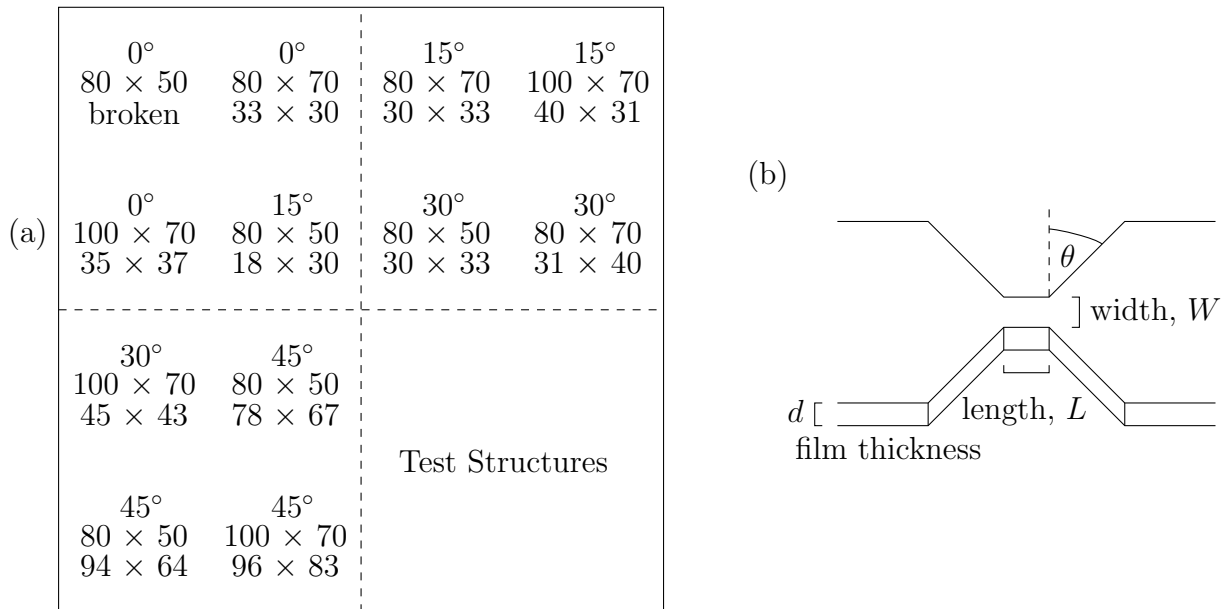 (a)
0°
80 × 50
broken
0°
80 × 70
33 × 30
15°
80 × 70
30 × 33
15°
100 × 70
40 × 31
0°
100 × 70
35 × 37
15°
80 × 50
18 × 30
30°
80 × 50
30 × 33
30°
80 × 70
31 × 40
30°
100 × 70
45 × 43
45°
80 × 50
78 × 67
45°
80 × 50
94 × 64
45°
100 × 70
96 × 83
Test Structures
(b)
θ
width, W
length, L
d
film thickness